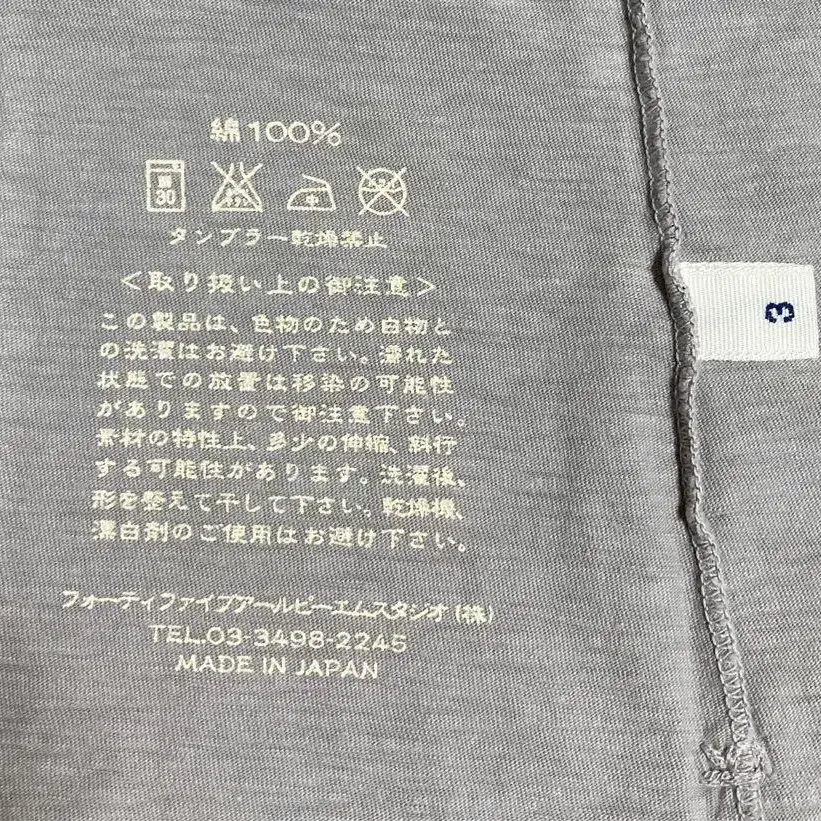 綿100%
30
中
タンブラー乾燥禁止
<取り扱い上の御注意>
この製品は、色物のため白物と
の洗濯はお避け下さい。濡れた
状態での放置は移染の可能性
がありますので御注意下さい。
素材の特性上、多少の伸縮、斜行
する可能性があります。洗濯後、
形を整えて干して下さい。乾燥機、
漂白剤のご使用はお避け下さい。
フォーティファイブアールピーエムスタジオ(株)
TEL.03-3498-2245
MADE IN JAPAN
3